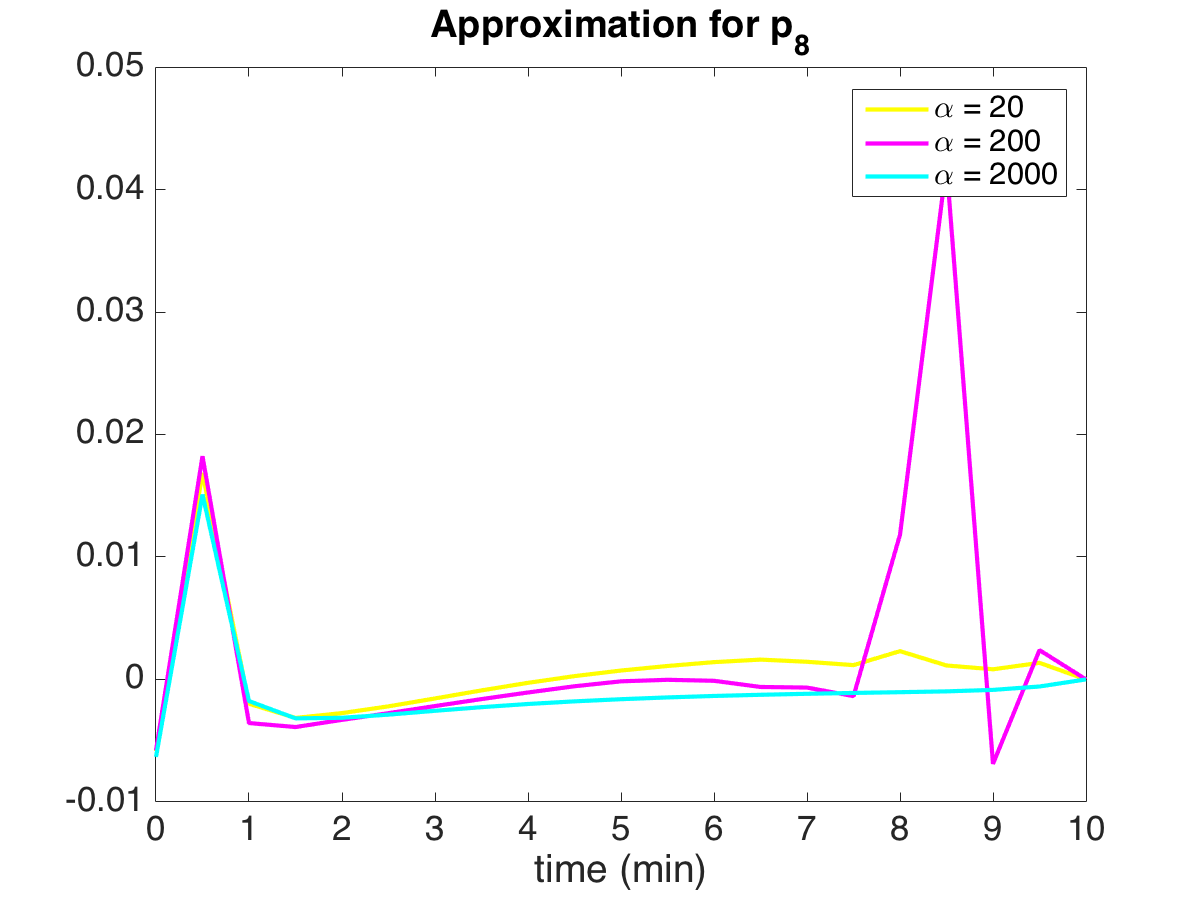 Approximation for p8
0.05
0.04
0.03
0.02
0.01
0
-0.01
α = 20
α = 200
α = 2000
0 1 2 3 4 5 6 7 8 9 10
time (min)